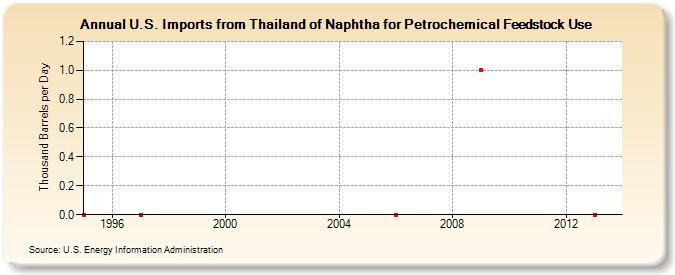 Annual U.S. Imports from Thailand of Naphtha for Petrochemical Feedstock Use
Thousand Barrels per Day
1.2
1.0
0.8
0.6
0.4
0.2
0.0
1996 2000 2004 2008 2012
Source: U.S. Energy Information Administration